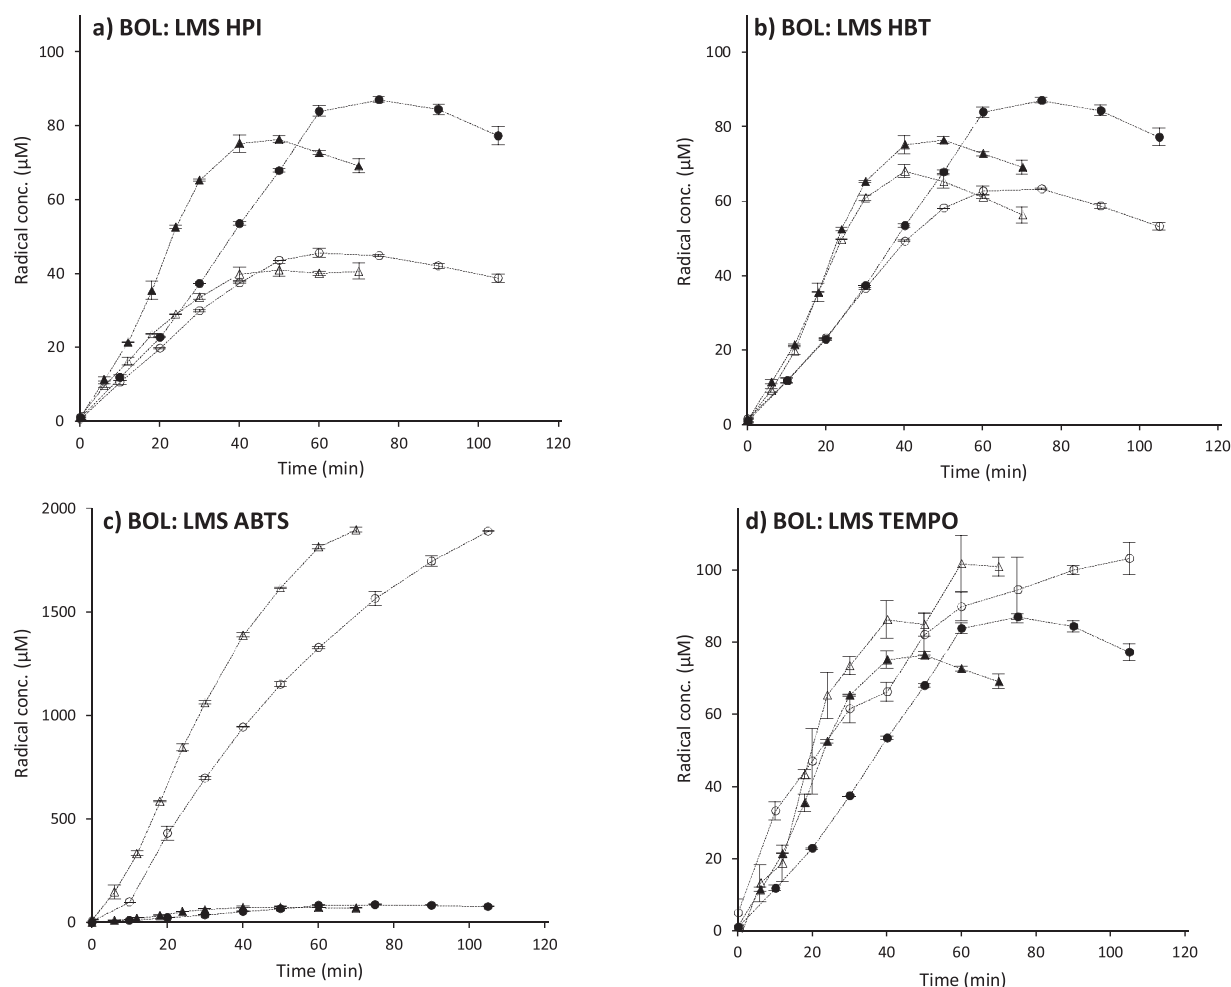 a) BOL: LMS HPI
100
80
60
40
20
0
Radical conc. (µM)
0 20 40 60 80 100 120
Time (min)
b) BOL: LMS HBT
100
80
60
40
20
0
Radical conc. (µM)
0 20 40 60 80 100 120
Time (min)
c) BOL: LMS ABTS
2000
1500
1000
500
0
Radical conc. (µM)
0 20 40 60 80 100 120
Time (min)
d) BOL: LMS TEMPO
100
80
60
40
20
0
Radical conc. (µM)
0 20 40 60 80 100 120
Time (min)